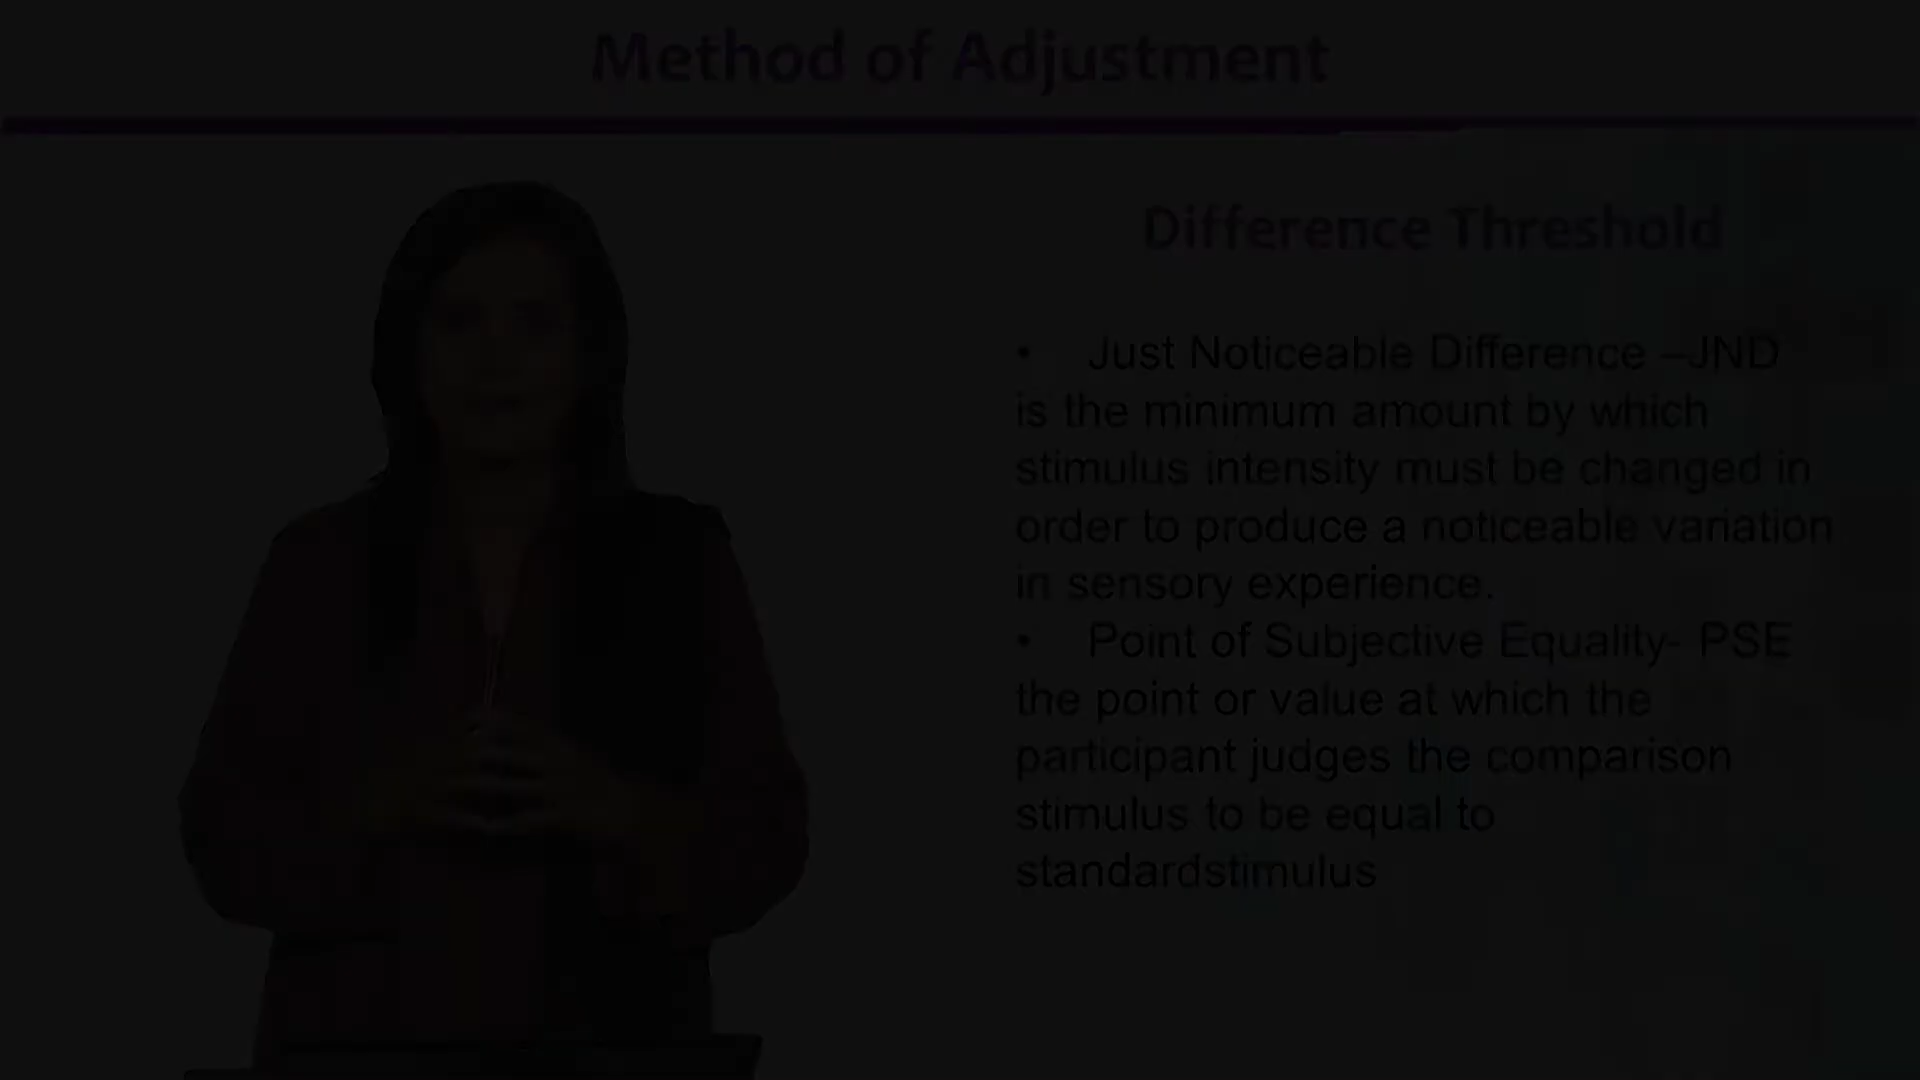 Method of Adjustment
Difference Threshold
• Just Noticeable Difference –JND
is the minimum amount by which
stimulus intensity must be changed in
order to produce a noticeable variation
in sensory experience.
• Point of Subjective Equality- PSE
the point or value at which the
participant judges the comparison
stimulus to be equal to
standardstimulus